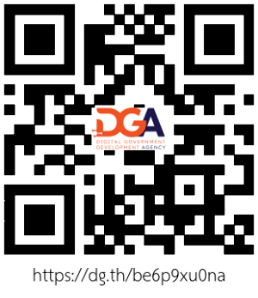 DGA
DIGITAL GOVERNMENT
DEVELOPMENT AGENCY
https://dg.th/be6p9xu0na